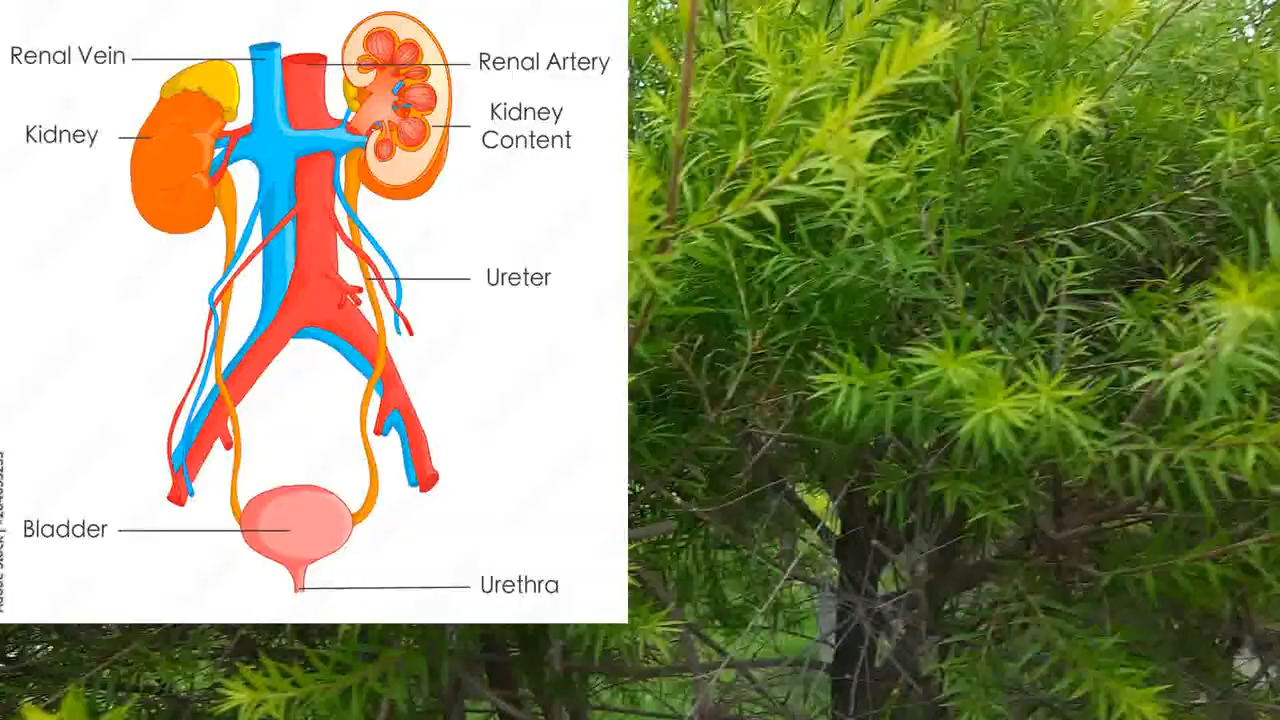 Renal Vein
Renal Artery
Kidney
Kidney
Content
Ureter
Bladder
Urethra